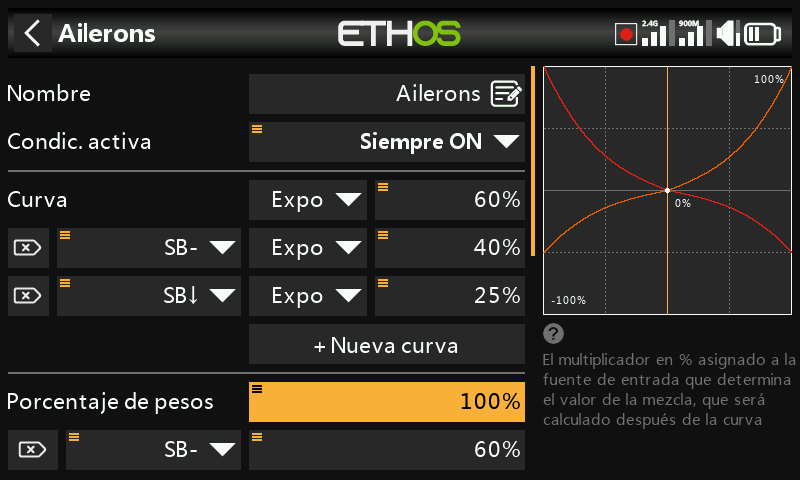 Ailerons
ETHOS
2.4G
900M
Nombre
Ailerons
Condic. activa
Siempre ON
Curva
Expo
60%
SB-
Expo
40%
SB↓
Expo
25%
+ Nueva curva
Porcentaje de pesos
100%
SB-
60%
100%
0%
-100%
El multiplicador en % asignado a la
fuente de entrada que determina
el valor de la mezcla, que será
calculado después de la curva